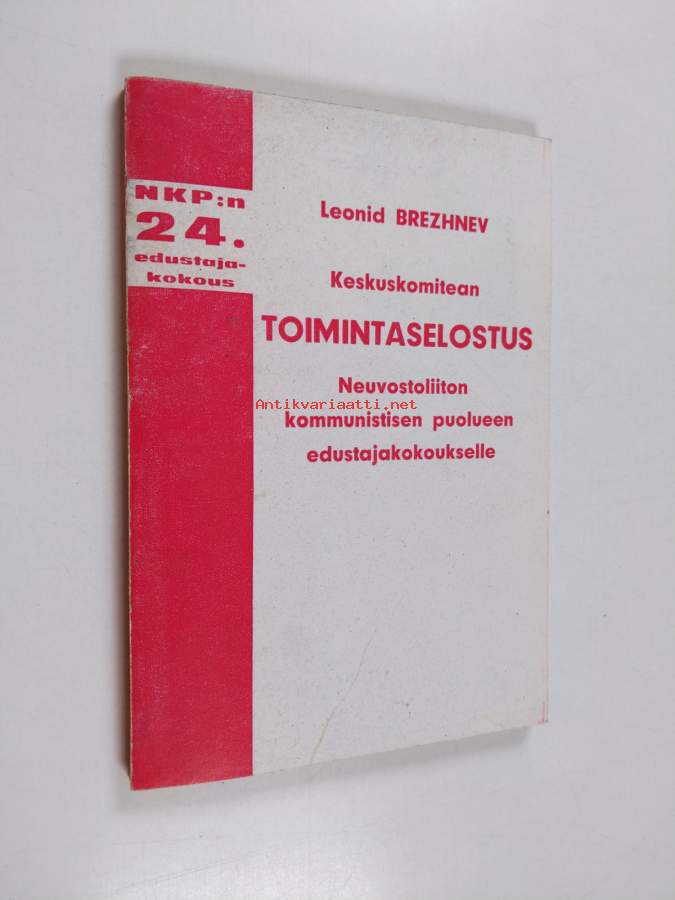 NKP:n
24.
edustaja-
kokous
Leonid BREZHNEV
Keskuskomitean
TOIMINTASELOSTUS
Neuvostoliiton
Antikvariaatti.net
kommunistisen puolueen
edustajakokoukselle